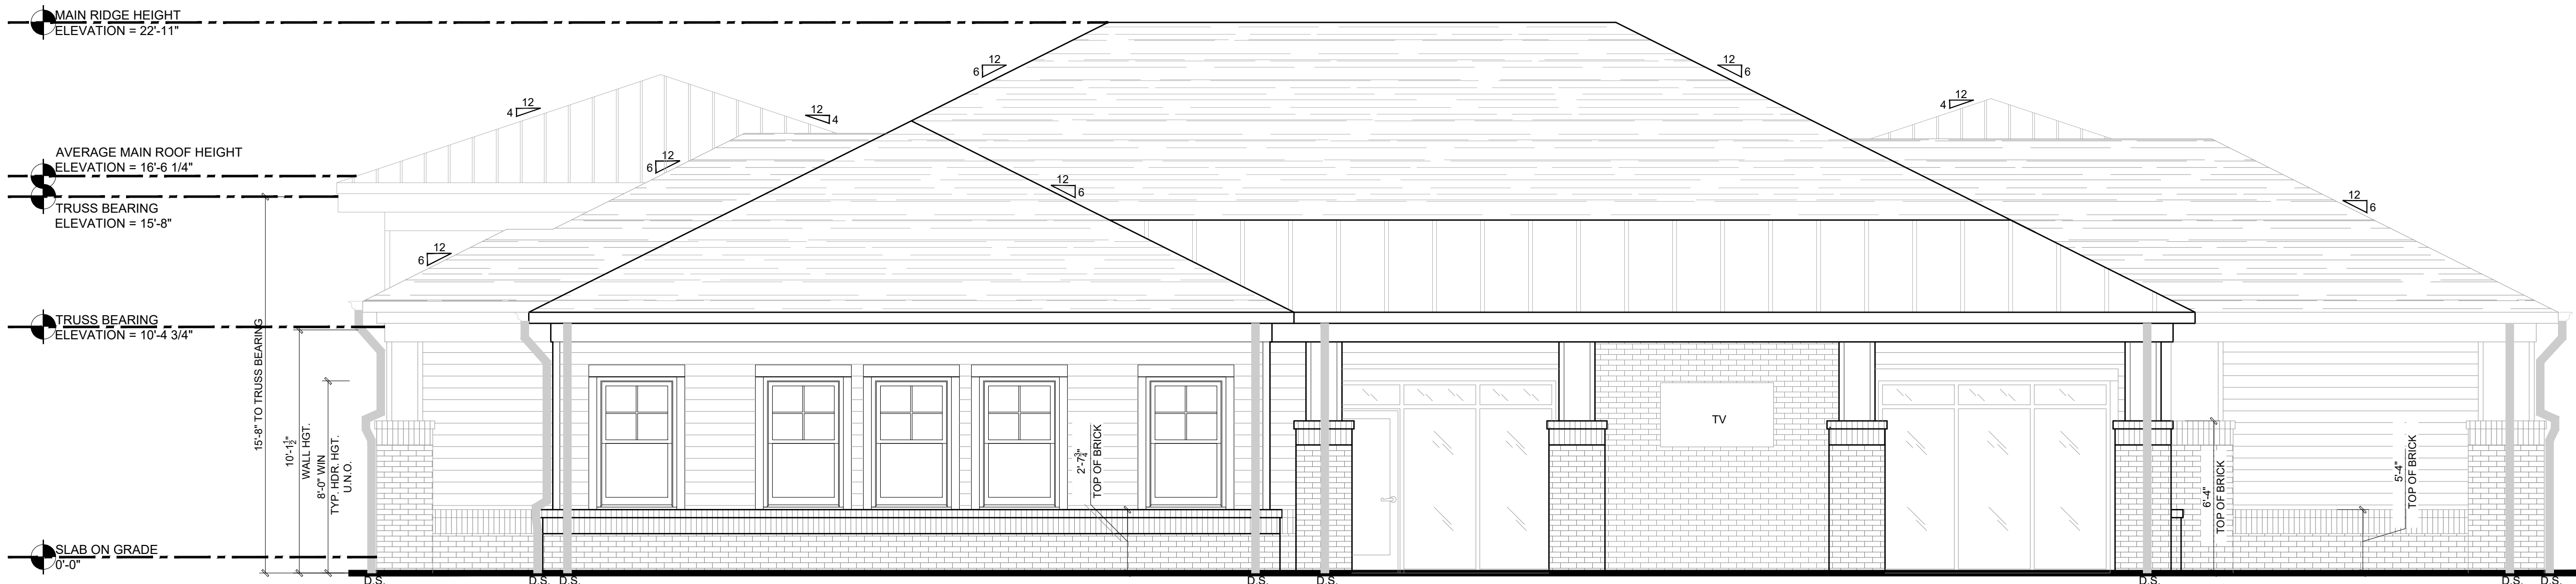 MAIN RIDGE HEIGHT
ELEVATION = 22'-11"
12
6
12
6
12
4
12
4
12
4
AVERAGE MAIN ROOF HEIGHT
ELEVATION = 16'-6 1/4"
12
6
12
6
12
6
TRUSS BEARING
ELEVATION = 15'-8"
12
6
TRUSS BEARING
ELEVATION = 10'-4 3/4"
15'-8" TO TRUSS BEARING
10'-1½"
WALL HGT.
8'-0" WIN
TYP. HDR. HGT.
U.N.O.
2'-7¾"
TOP OF BRICK
TV
6'-4"
TOP OF BRICK
5'-4"
TOP OF BRICK
SLAB ON GRADE
0'-0"
D.S.
D.S.
D.S.
D.S.
D.S.
D.S.
D.S.
D.S.